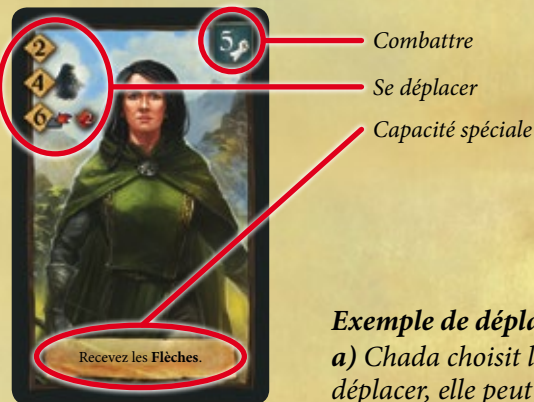 2
4
6 2
5
Combattre
Se déplacer
Capacité spéciale
Recevez les Flèches.
Exemple de dépla
a) Chada choisit l
déplacer, elle peut